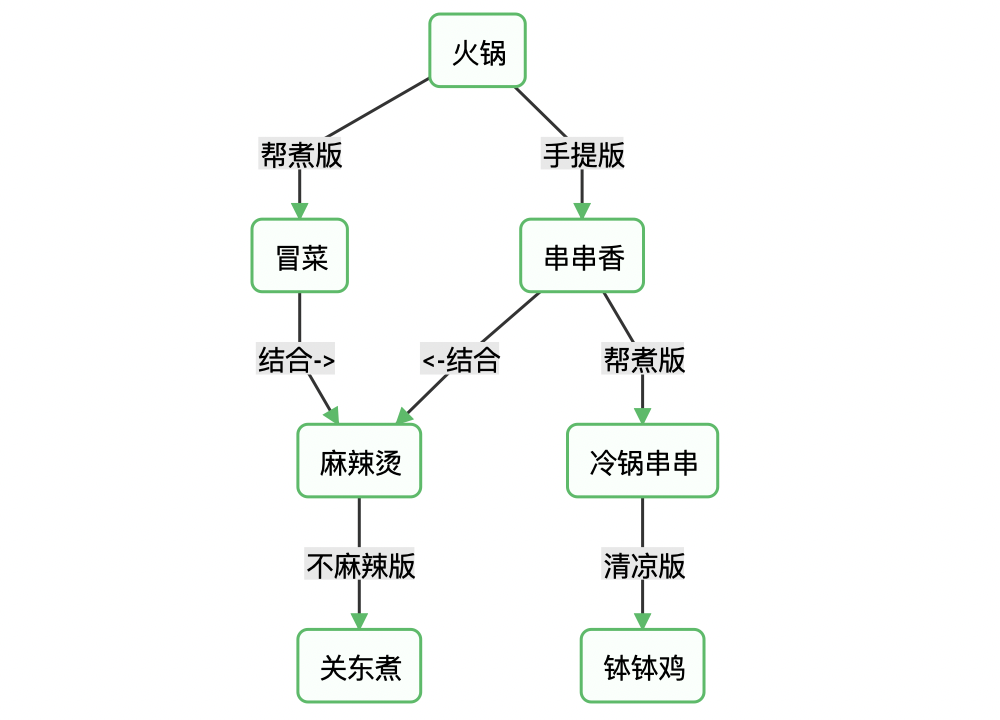 火锅
帮煮版
手提版
冒菜
串串香
结合->
<-结合
帮煮版
麻辣烫
冷锅串串
不麻辣版
清凉版
关东煮
钵钵鸡